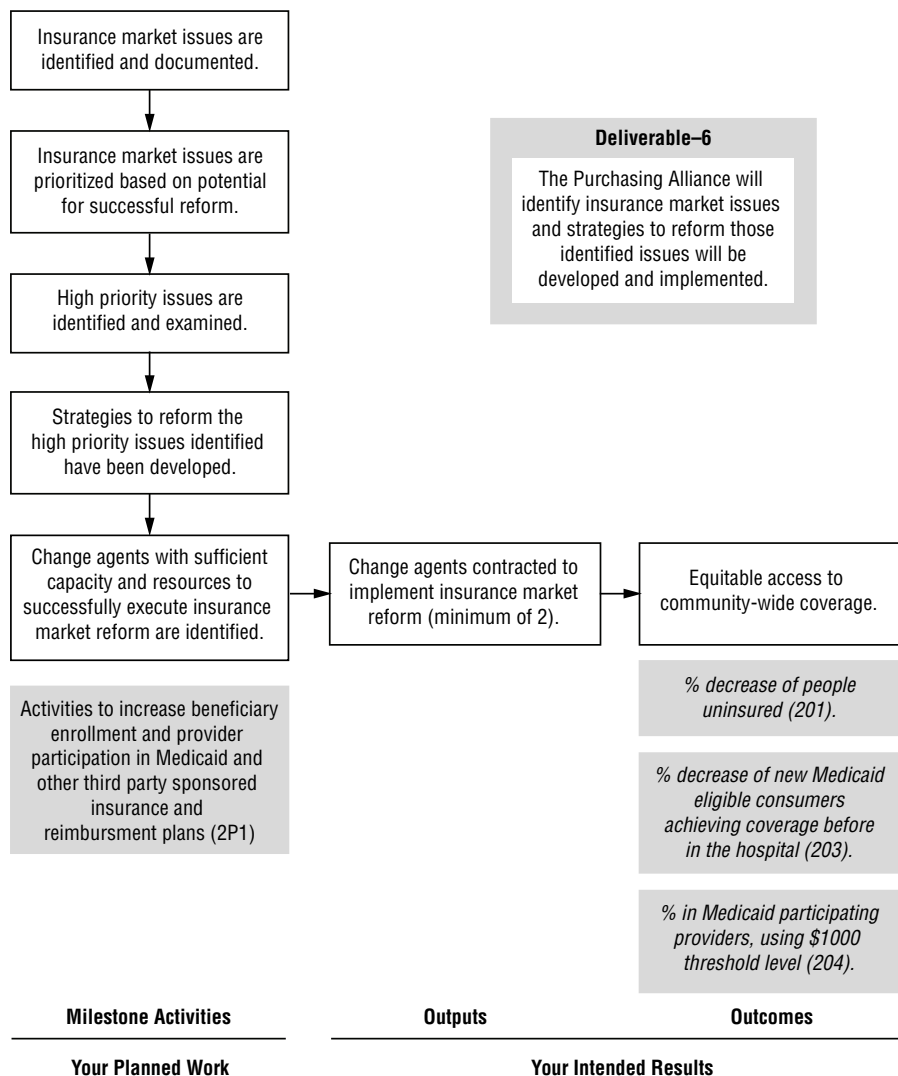 Insurance market issues are
identified and documented.
Insurance market issues are
prioritized based on potential
for successful reform.
High priority issues are
identified and examined.
Strategies to reform the
high priority issues identified
have been developed.
Change agents with sufficient
capacity and resources to
successfully execute insurance
market reform are identified.
Activities to increase beneficiary
enrollment and provider
participation in Medicaid and
other third party sponsored
insurance and
reimbursment plans (2P1)
Deliverable–6
The Purchasing Alliance will
identify insurance market issues
and strategies to reform those
identified issues will be
developed and implemented.
Change agents contracted to
implement insurance market
reform (minimum of 2).
Equitable access to
community-wide coverage.
% decrease of people
uninsured (201).
% decrease of new Medicaid
eligible consumers
achieving coverage before
in the hospital (203).
% in Medicaid participating
providers, using $1000
threshold level (204).
Milestone Activities
Outputs
Outcomes
Your Planned Work
Your Intended Results